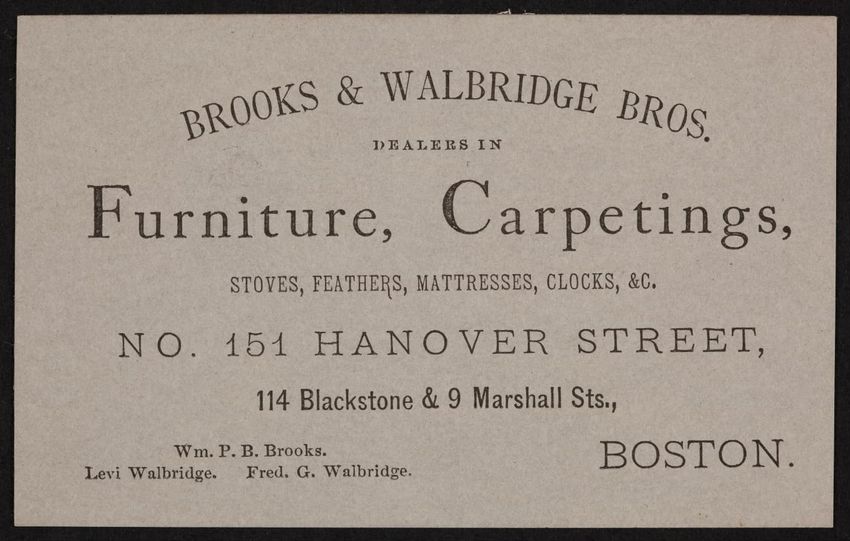 BROOKS & WALBRIDGE BROS.
DEALERS IN
Furniture, Carpetings,
STOVES, FEATHERS, MATTRESSES, CLOCKS, &C.
NO. 151 HANOVER STREET,
114 Blackstone & 9 Marshall Sts.,
Wm. P. B. Brooks.
Levi Walbridge. Fred. G. Walbridge.
BOSTON.